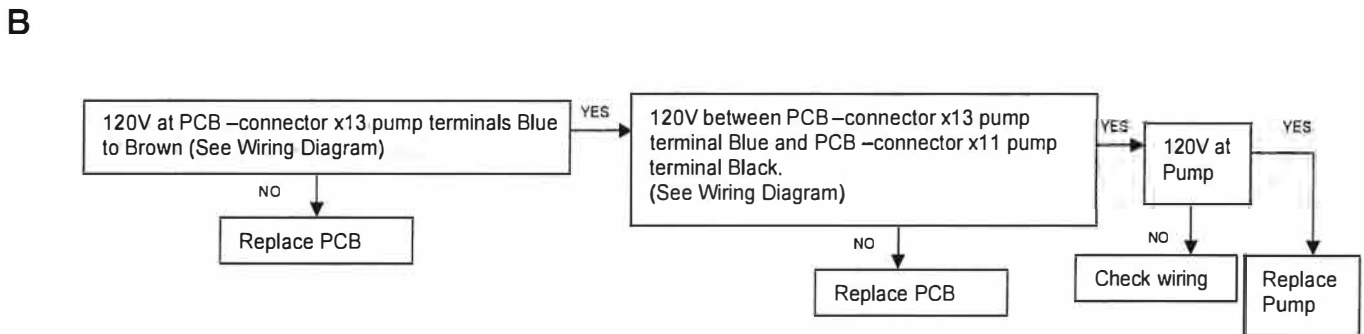 B
120V at PCB –connector x13 pump terminals Blue
to Brown (See Wiring Diagram)
YES
120V between PCB –connector x13 pump
terminal Blue and PCB –connector x11 pump
terminal Black.
(See Wiring Diagram)
YES
120V at
Pump
YES
NO
Replace PCB
NO
Replace PCB
NO
Check wiring
Replace
Pump